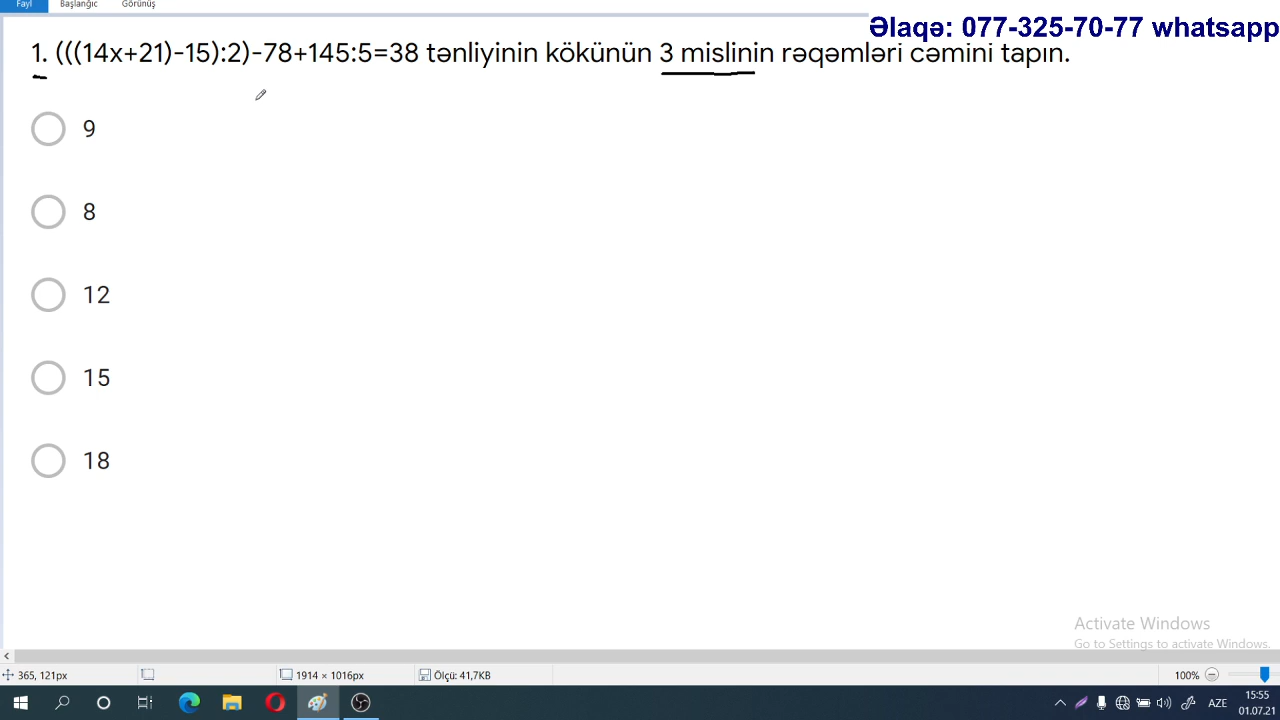 Fayl Başlanğıc Görünüş
Əlaqə: 077-325-70-77 whatsapp
1. (((14x+21)-15):2)-78+145:5=38 tənliyinin kökünün 3 mislinin rəqəmləri cəmini tapın.
9
8
12
15
18
Activate Windows
Go to Settings to activate Windows.
365, 121px 1914 × 1016px Ölçü: 41,7KB 100%
AZE 15:55
01.07.21